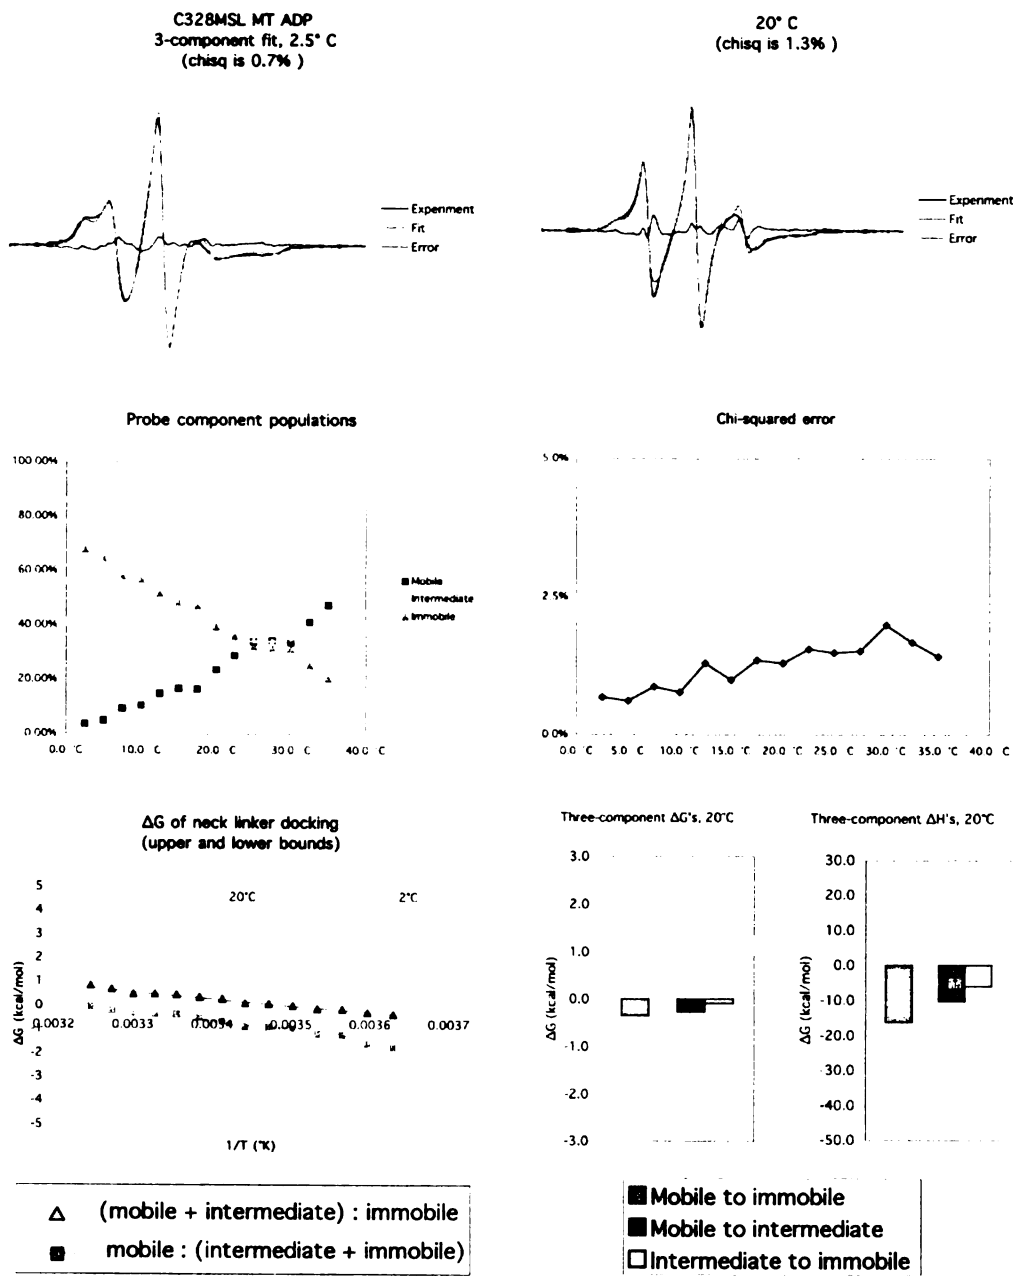 C328MSL MT ADP
3-component fit, 2.5° C
(chisq is 0.7% )
20° C
(chisq is 1.3% )
Experiment
Fit
Error
Experiment
Fit
Error
Probe component populations
100.00%
80.00%
60.00%
40.00%
20.00%
0.00%
0.0 °C
10.0 °C
20.0 °C
30.0 °C
40.0 °C
Mobile
Intermediate
Immobile
Chi-squared error
5.0%
2.5%
0.0%
0.0 °C
5.0 °C
10.0 °C
15.0 °C
20.0 °C
25.0 °C
30.0 °C
35.0 °C
40.0 °C
ΔG of neck linker docking
(upper and lower bounds)
ΔG (kcal/mol)
5
4
3
2
1
0
-2
-3
-4
-5
20°C
2°C
0.0032
0.0033
0.0034
0.0035
0.0036
0.0037
1/T (°K)
Three-component ΔG's, 20°C
ΔG (kcal/mol)
3.0
2.0
1.0
0.0
-1.0
-2.0
-3.0
Three-component ΔH's, 20°C
ΔG (kcal/mol)
30.0
20.0
10.0
0.0
-10.0
-20.0
-30.0
-40.0
-50.0
(mobile + intermediate) : immobile
mobile : (intermediate + immobile)
Mobile to immobile
Mobile to intermediate
Intermediate to immobile